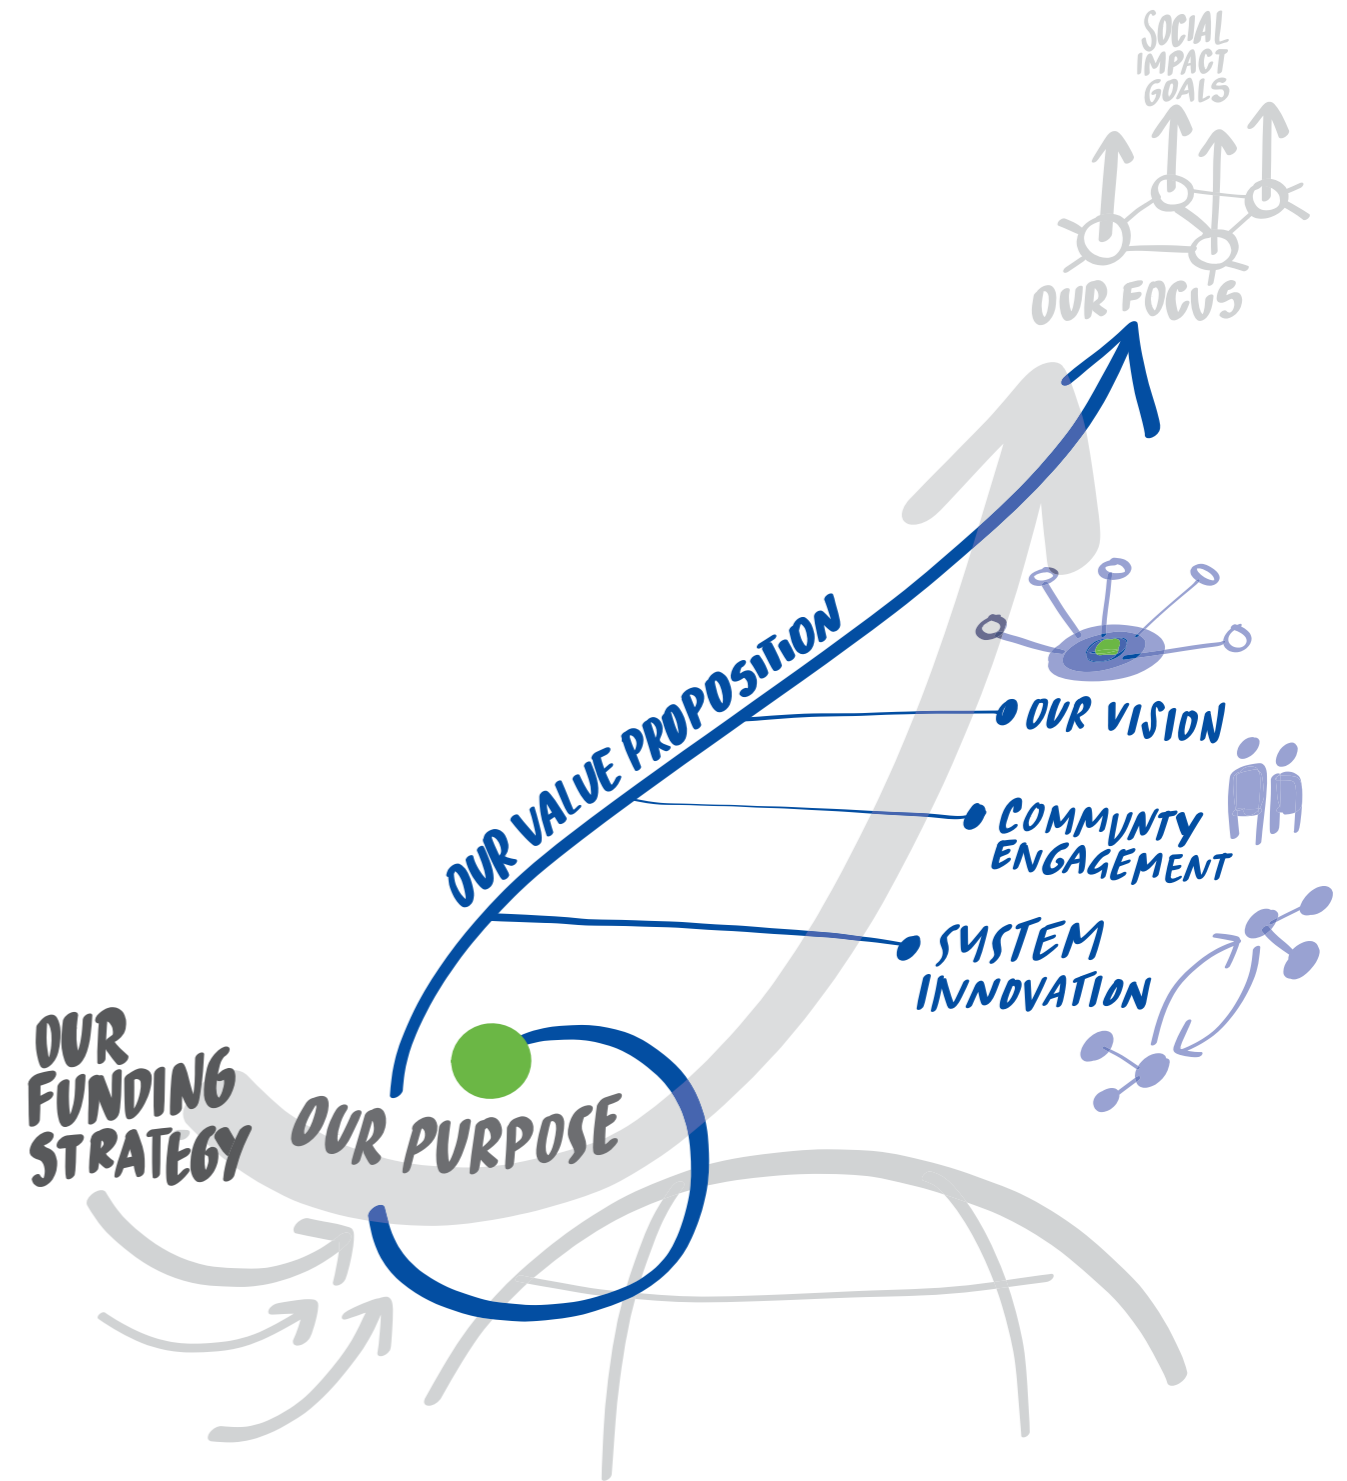 SOCIAL
IMPACT
GOALS
OUR FOCUS
OUR VALUE PROPOSITION
OUR VISION
COMMUNTY
ENGAGEMENT
SYSTEM
INNOVATION
OUR
FUNDING
STRATEGY
OUR PURPOSE